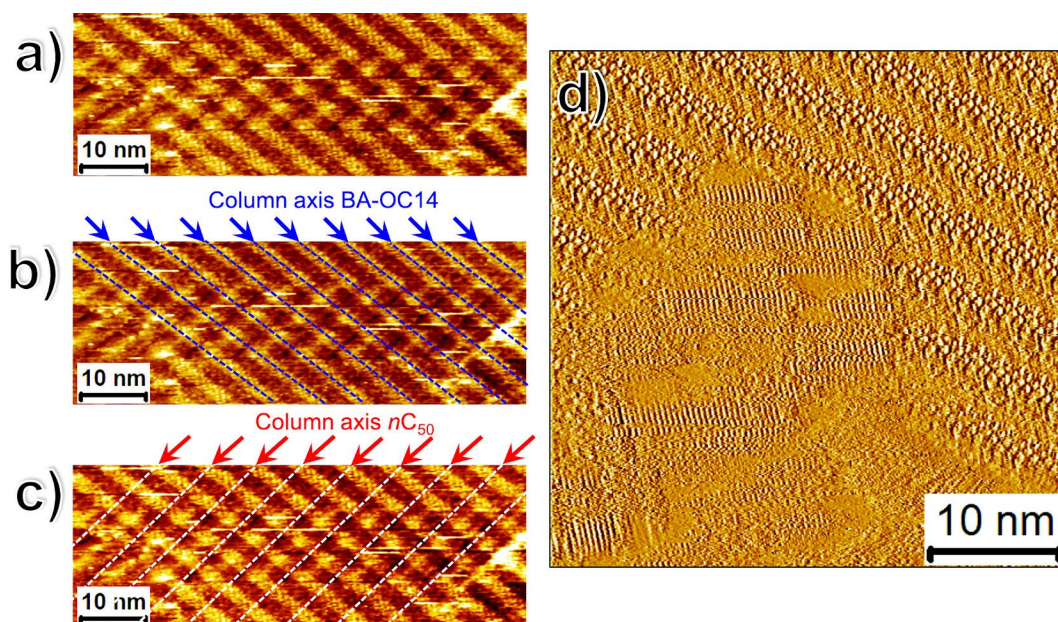 a)
10 nm
Column axis BA-OC14
b)
10 nm
Column axis nC₅₀
c)
10 nm
d)
10 nm